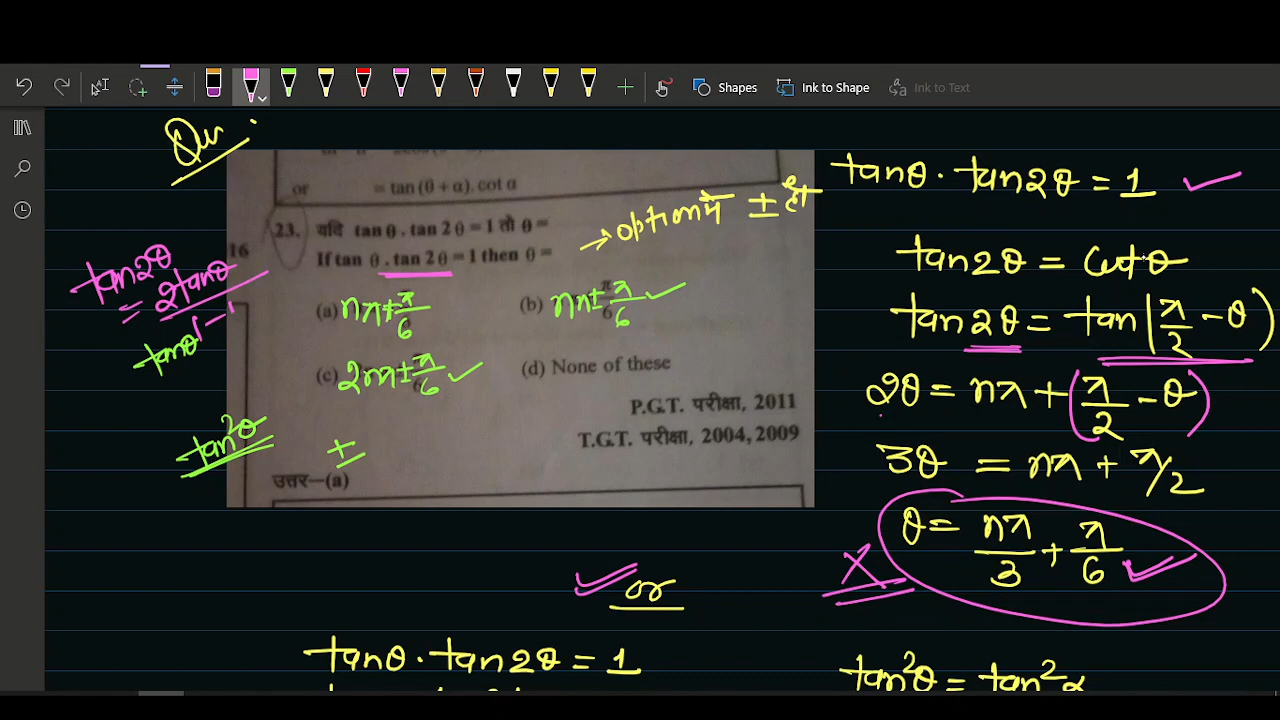 Shapes
Ink to Shape
Ink to Text
Qu :
or = tan (θ + α). cot α
16
23. यदि tan θ . tan 2 θ = 1 तो θ =
If tan θ . tan 2 θ = 1 then θ =
→ option में ± हो
(a) nπ ± π/6
(b) nπ ± π/6 ✓
(c) 2nπ ± π/6 ✓
(d) None of these
P.G.T. परीक्षा, 2011
T.G.T. परीक्षा, 2004, 2009
उत्तर–(a)
tan2θ
= 2tanθ
1 –
tanθ
tan²θ
±
tanθ · tan2θ = 1 ✓
tan2θ = cotθ
tan2θ = tan(π/2 – θ)
2θ = nπ + (π/2 – θ)
3θ = nπ + π/2
θ = nπ/3 + π/6 ✓
X
✓ or
tanθ · tan2θ = 1
tan²θ = tan²α